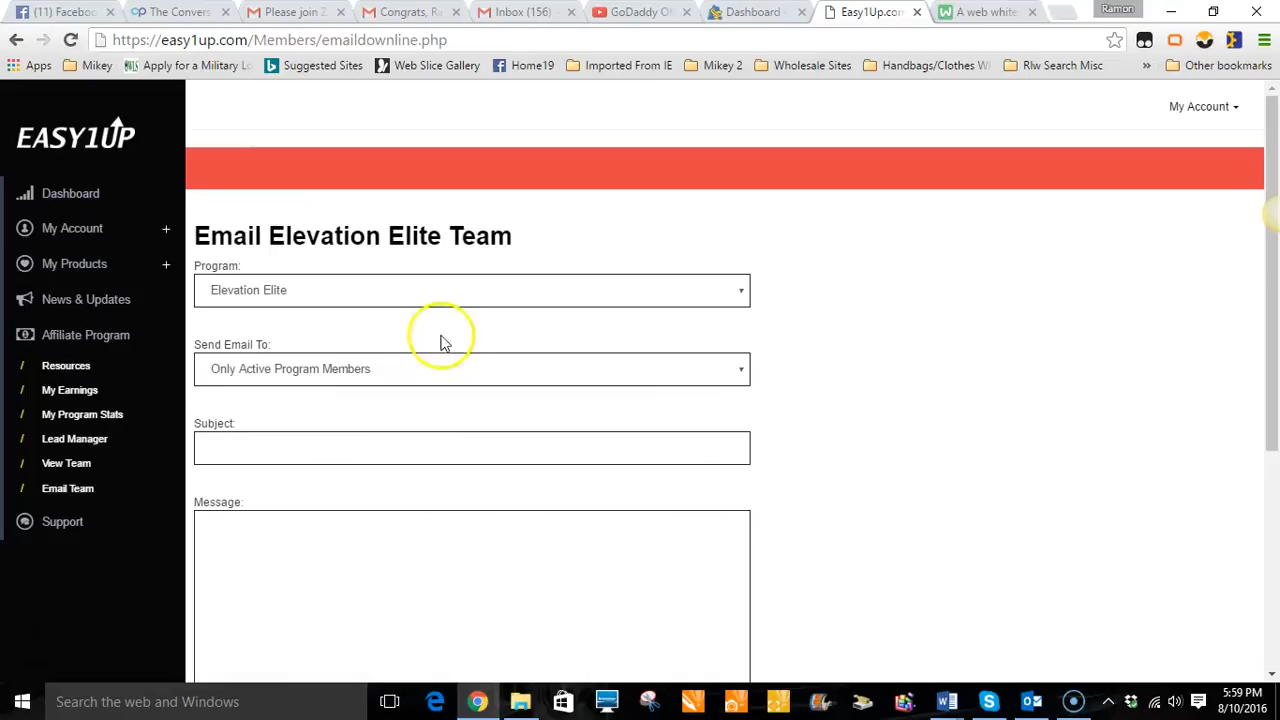 (11) Facebo
The Convers
Please join Z
Congrats, Ra
Inbox (156)
GoDaddy O
Dashboard
Easy1Up.com
A web white
Ramon
https://easy1up.com/Members/emaildownline.php
Apps
Mikey
Apply for a Military Lo
Suggested Sites
Web Slice Gallery
Home19
Imported From IE
Mikey 2
Wholesale Sites
Handbags/Clothes W
Rlw Search Misc
»
Other bookmarks
My Account
EASY1UP
Dashboard
My Account +
My Products +
News & Updates
Affiliate Program
/ Resources
/ My Earnings
/ My Program Stats
/ Lead Manager
/ View Team
/ Email Team
Support
Email Elevation Elite Team
Program:
Elevation Elite
Send Email To:
Only Active Program Members
Subject:
Message:
Search the web and Windows
5:59 PM
8/10/2016